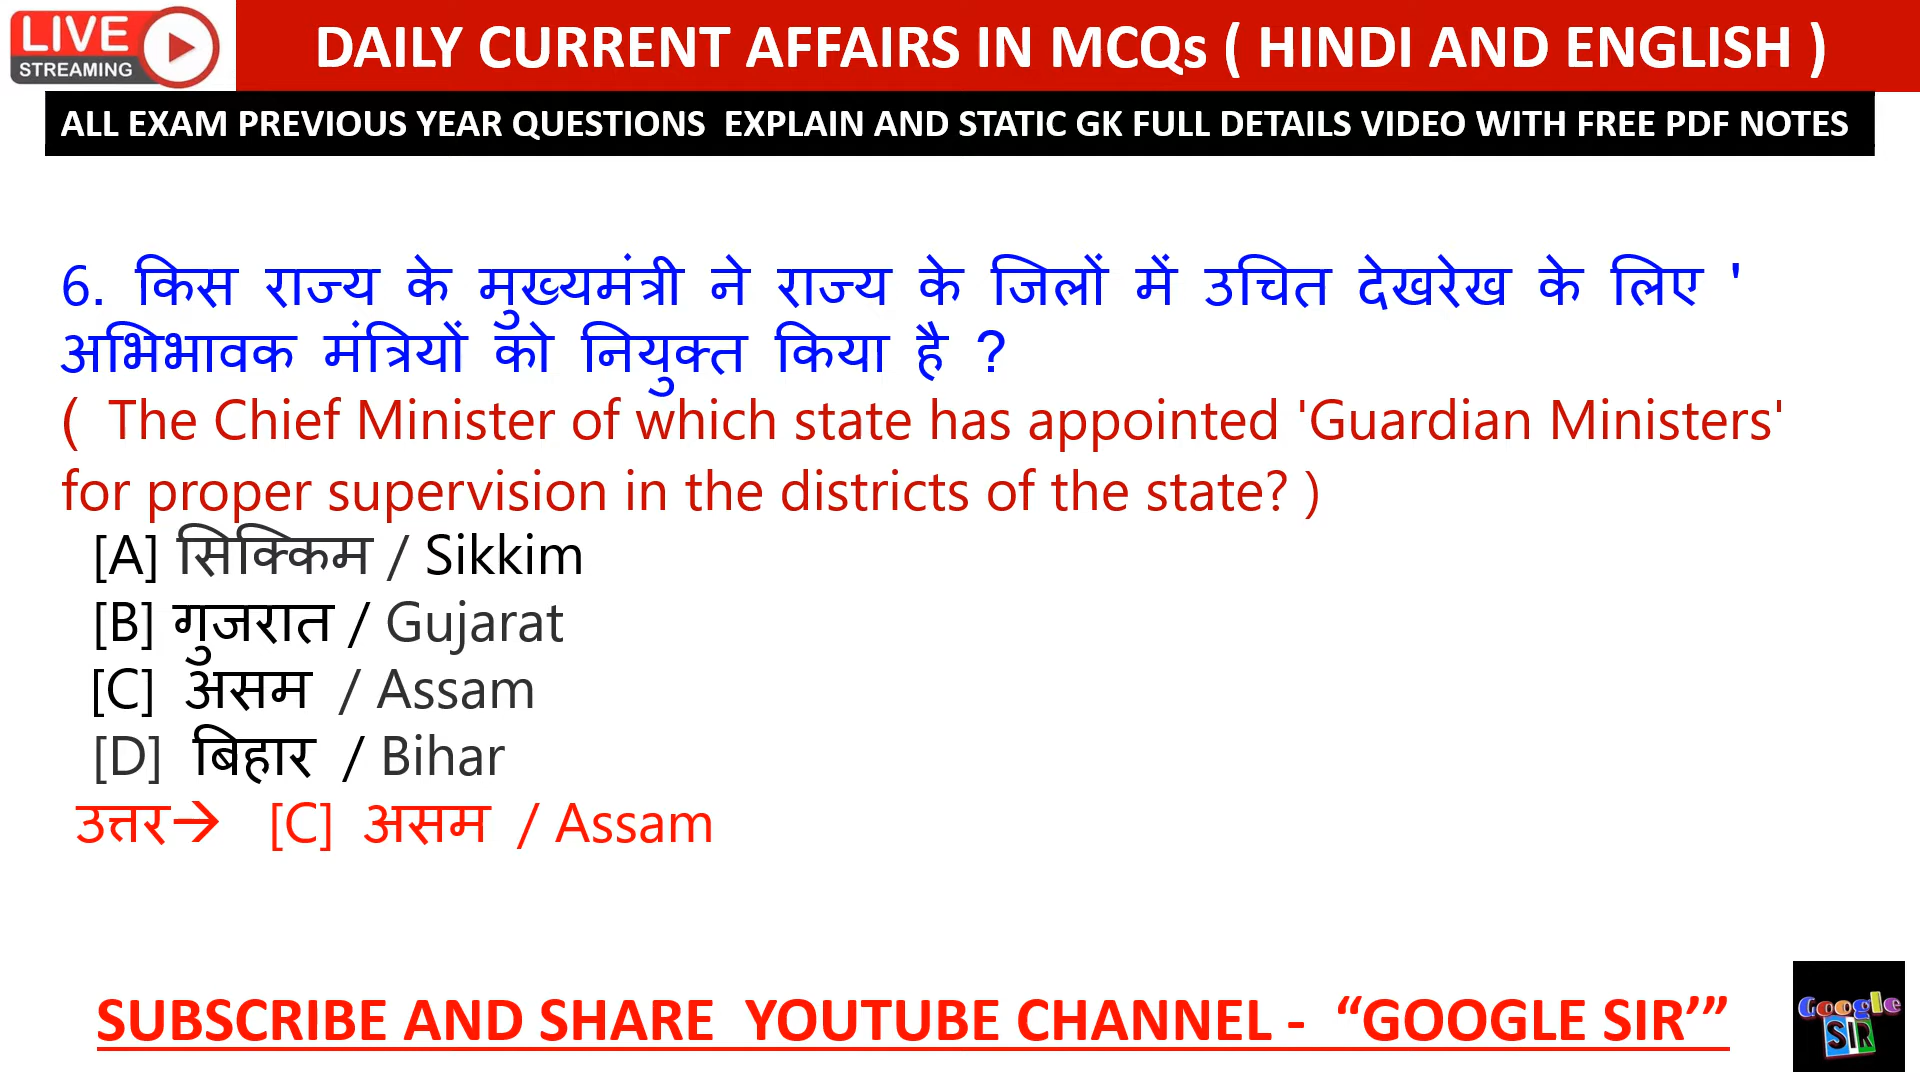 LIVE
STREAMING
DAILY CURRENT AFFAIRS IN MCQs ( HINDI AND ENGLISH )
ALL EXAM PREVIOUS YEAR QUESTIONS EXPLAIN AND STATIC GK FULL DETAILS VIDEO WITH FREE PDF NOTES
6. किस राज्य के मुख्यमंत्री ने राज्य के जिलों में उचित देखरेख के लिए '
अभिभावक मंत्रियों को नियुक्त किया है ?
( The Chief Minister of which state has appointed 'Guardian Ministers'
for proper supervision in the districts of the state? )
[A] सिक्किम / Sikkim
[B] गुजरात / Gujarat
[C] असम / Assam
[D] बिहार / Bihar
उत्तर→ [C] असम / Assam
SUBSCRIBE AND SHARE YOUTUBE CHANNEL - “GOOGLE SIR’”
Google
SIR